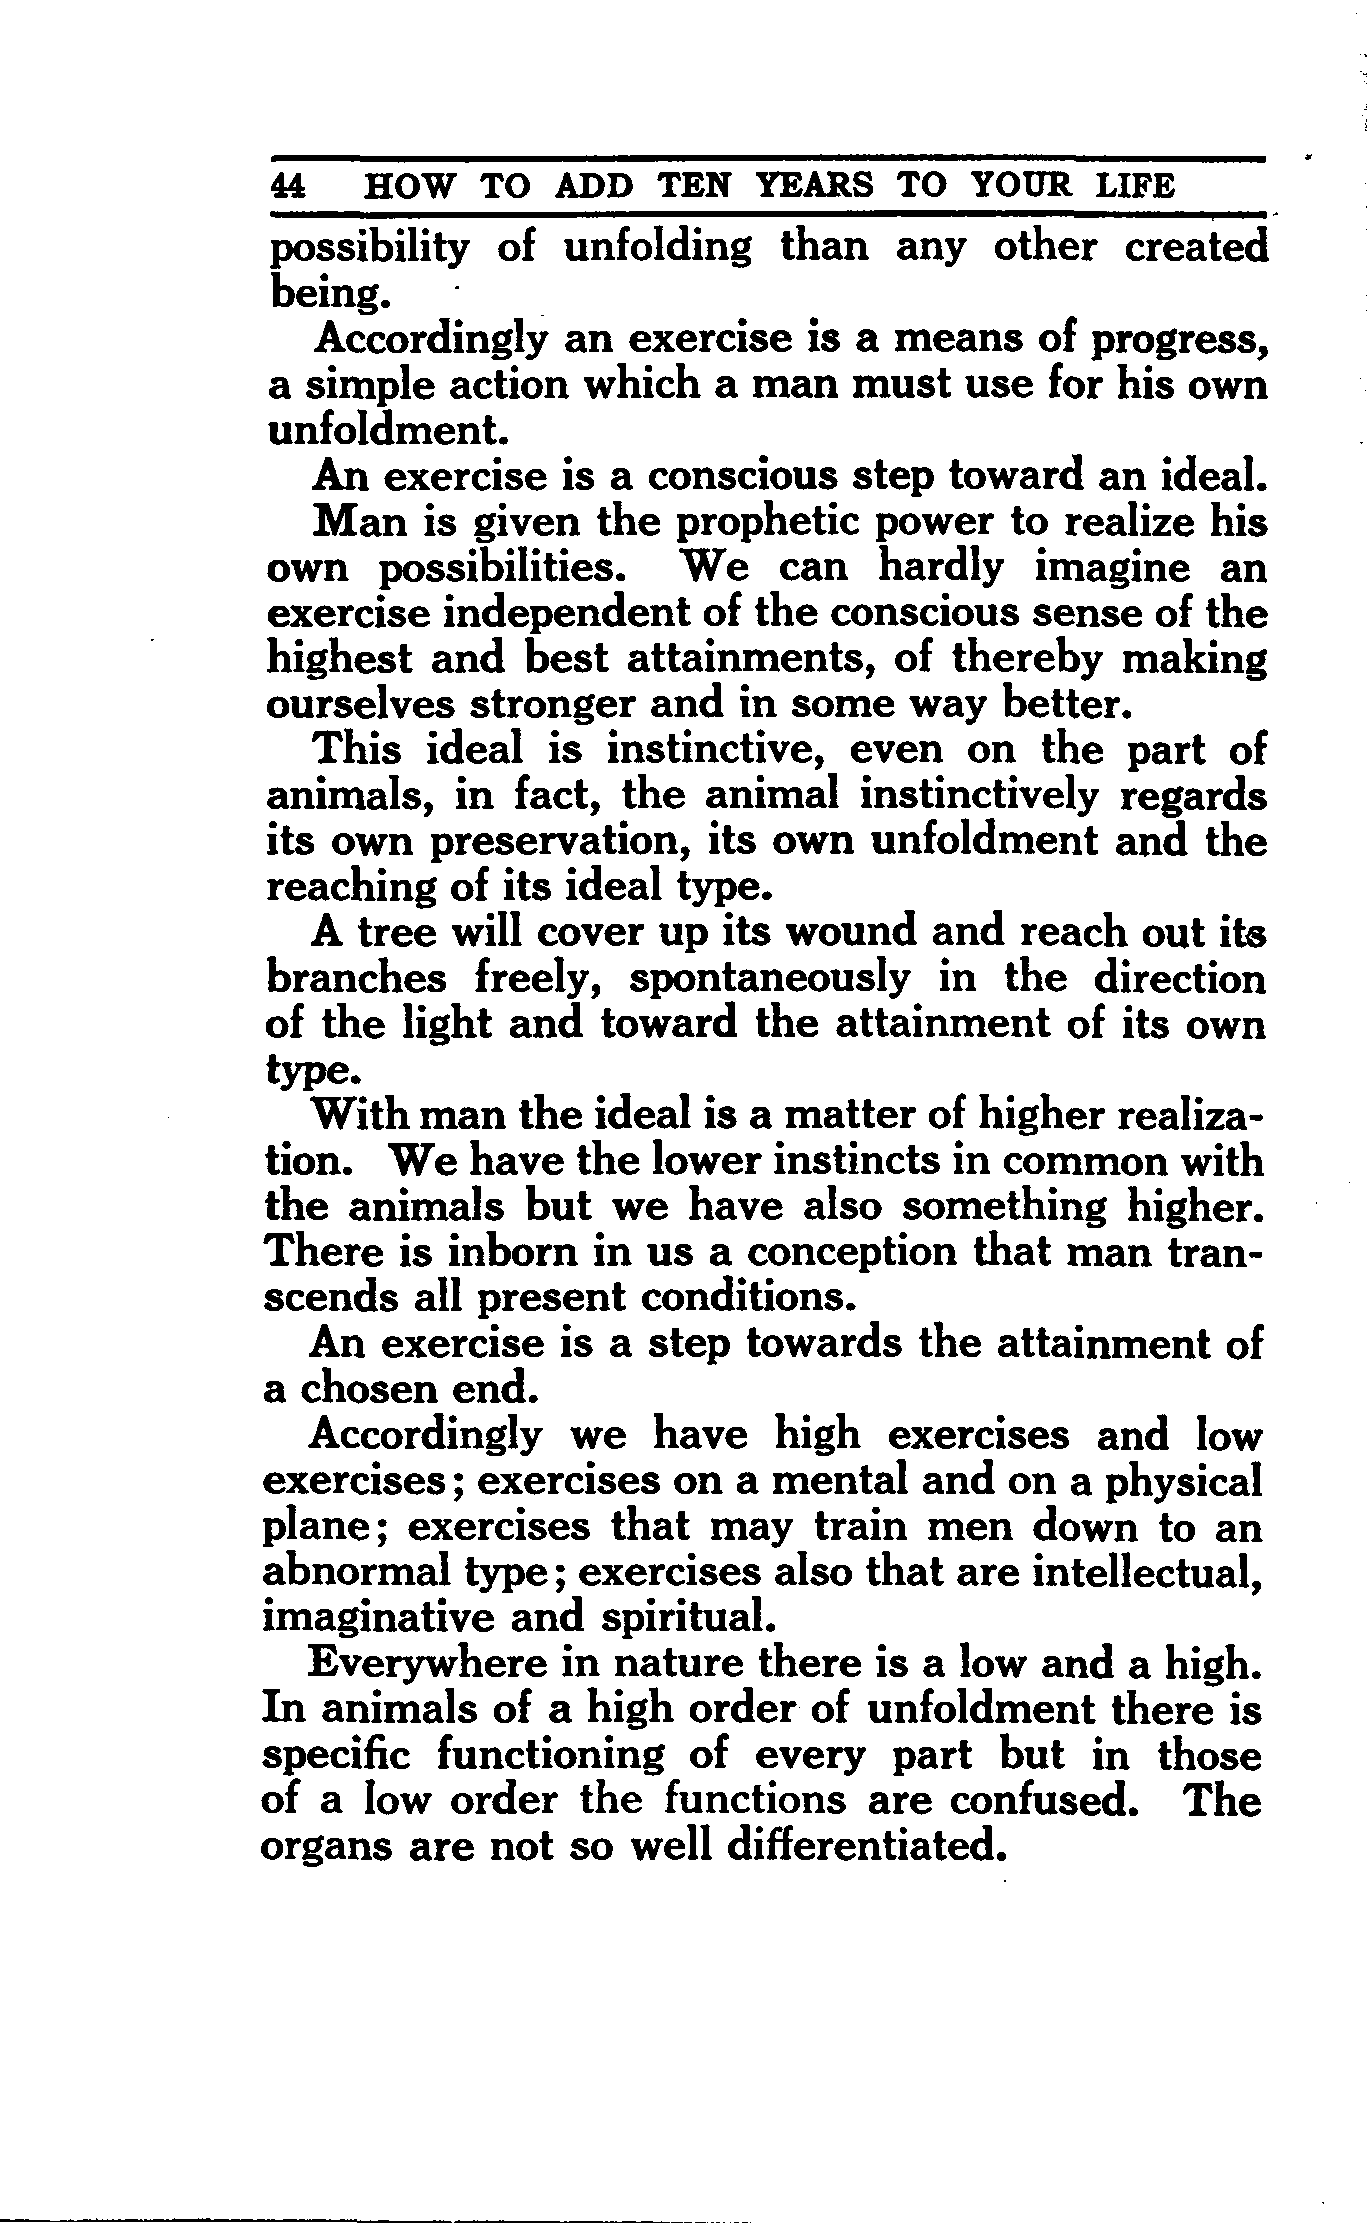 44 HOW TO ADD TEN YEARS TO YOUR LIFE
possibility of unfolding than any other created
being.
Accordingly an exercise is a means of progress,
a simple action which a man must use for his own
unfoldment.
An exercise is a conscious step toward an ideal.
Man is given the prophetic power to realize his
own possibilities. We can hardly imagine an
exercise independent of the conscious sense of the
highest and best attainments, of thereby making
ourselves stronger and in some way better.
This ideal is instinctive, even on the part of
animals, in fact, the animal instinctively regards
its own preservation, its own unfoldment and the
reaching of its ideal type.
A tree will cover up its wound and reach out its
branches freely, spontaneously in the direction
of the light and toward the attainment of its own
type.
With man the ideal is a matter of higher realiza-
tion. We have the lower instincts in common with
the animals but we have also something higher.
There is inborn in us a conception that man tran-
scends all present conditions.
An exercise is a step towards the attainment of
a chosen end.
Accordingly we have high exercises and low
exercises; exercises on a mental and on a physical
plane; exercises that may train men down to an
abnormal type; exercises also that are intellectual,
imaginative and spiritual.
Everywhere in nature there is a low and a high.
In animals of a high order of unfoldment there is
specific functioning of every part but in those
of a low order the functions are confused. The
organs are not so well differentiated.